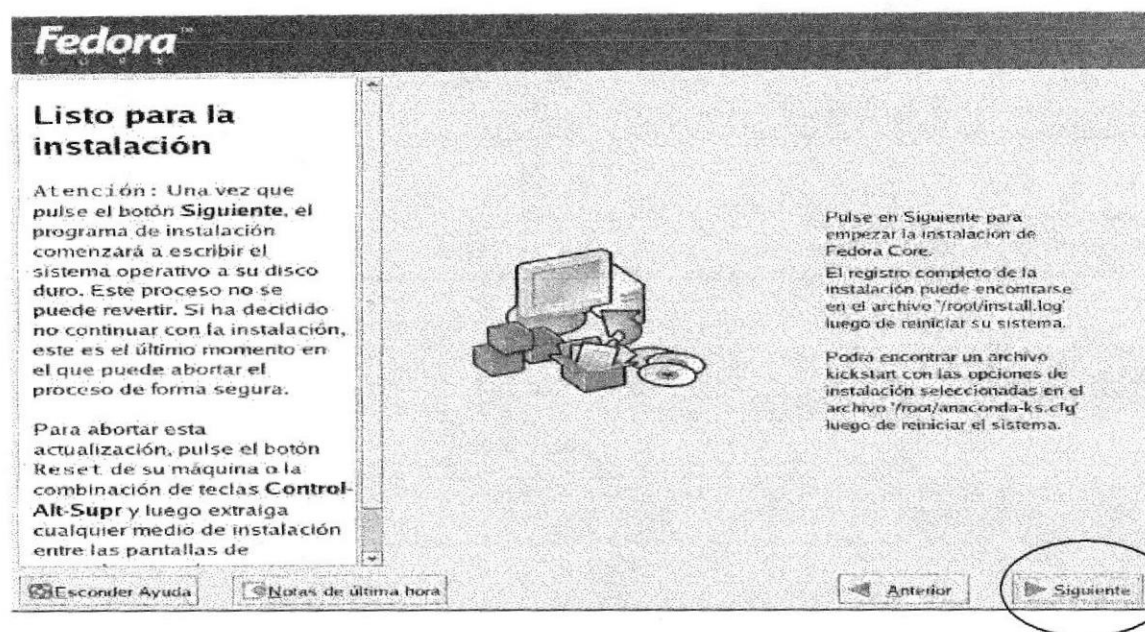 Fedora™
CORE
Listo para la
instalación
Atención: Una vez que
pulse el botón Siguiente, el
programa de instalación
comenzará a escribir el
sistema operativo a su disco
duro. Este proceso no se
puede revertir. Si ha decidido
no continuar con la instalación,
este es el último momento en
el que puede abortar el
proceso de forma segura.
Para abortar esta
actualización, pulse el botón
Reset de su máquina o la
combinación de teclas Control-
Alt-Supr y luego extraiga
cualquier medio de instalación
entre las pantallas de
Pulse en Siguiente para
empezar la instalación de
Fedora Core.
El registro completo de la
instalación puede encontrarse
en el archivo '/root/install.log'
luego de reiniciar su sistema.
Podrá encontrar un archivo
kickstart con las opciones de
instalación seleccionadas en el
archivo '/root/anaconda-ks.cfg'
luego de reiniciar el sistema.
Esconder Ayuda
Notas de última hora
Anterior
Siguiente